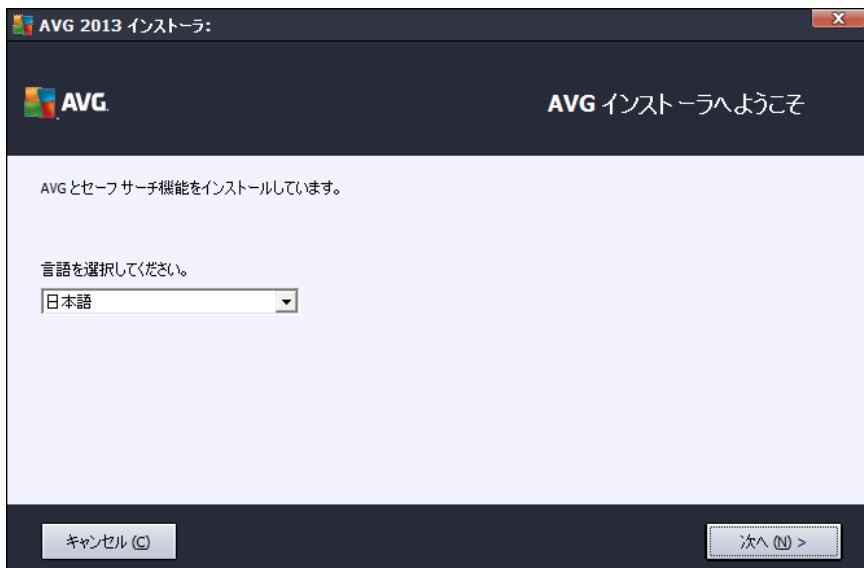 AVG 2013 インストーラ:
AVG.
AVG インストーラへようこそ
AVG とセーフ サーチ機能をインストールしています。
言語を選択してください。
日本語
キャンセル (C)
次へ (N) >